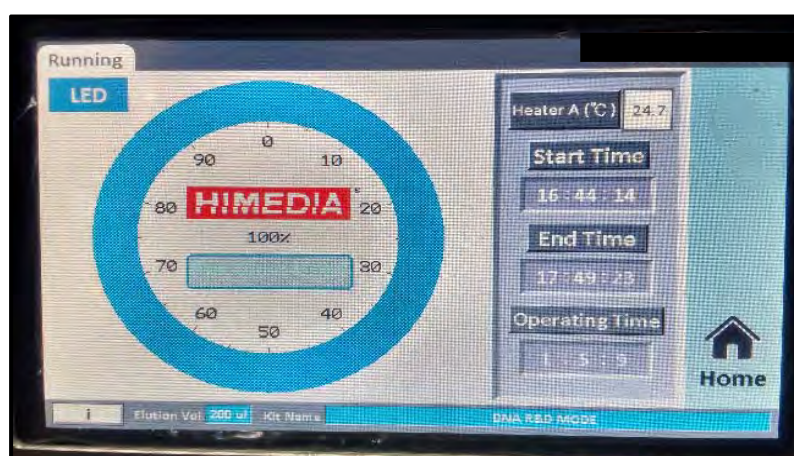 Running
LED
Heater A (°C) 24.7
0
90 10
Start Time
HIMEDIA
80 20
16 : 44 : 14
100%
End Time
70 30
17 : 49 : 23
60 40
Operating Time
50
1 : 5 : 9
Home
i Elution Vol 200 ul Kit Name DNA R&D MODE